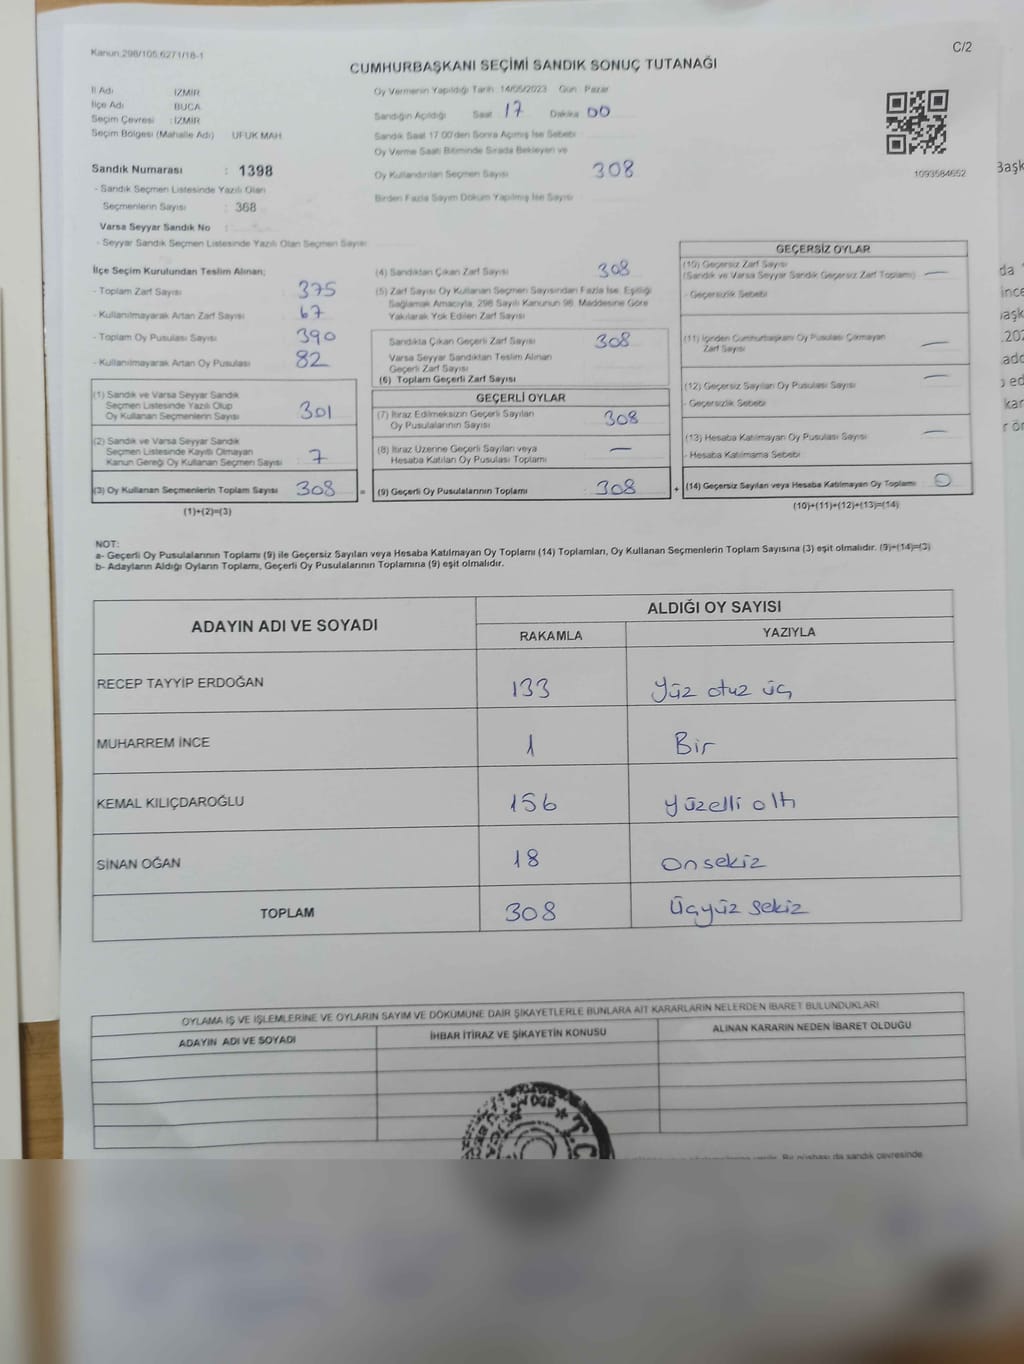 Kanun.298/105.6271/18-1
C/2
CUMHURBAŞKANI SEÇİMİ SANDIK SONUÇ TUTANAĞI
İl Adı İZMİR
İlçe Adı BUCA
Seçim Çevresi : İZMİR
Seçim Bölgesi (Mahalle Adı) UFUK MAH
Oy Vermenin Yapıldığı Tarih 14/05/2023 Gün Pazar
Sandığın Açıldığı Saat 17 Dakika 00
Sandık Saat 17.00'den Sonra Açılmış İse Sebebi
Oy Verme Saati Bitiminde Sırada Bekleyen ve
Oy Kullandırılan Seçmen Sayısı 308
Birden Fazla Sayım Döküm Yapılmış İse Sayısı
1093584652
Sandık Numarası : 1398
- Sandık Seçmen Listesinde Yazılı Olan
Seçmenlerin Sayısı : 368
Varsa Seyyar Sandık No :
- Seyyar Sandık Seçmen Listesinde Yazılı Olan Seçmen Sayısı
İlçe Seçim Kurulundan Teslim Alınan;
- Toplam Zarf Sayısı 375
- Kullanılmayarak Artan Zarf Sayısı 67
- Toplam Oy Pusulası Sayısı 390
- Kullanılmayarak Artan Oy Pusulası 82
(1) Sandık ve Varsa Seyyar Sandık
Seçmen Listesinde Yazılı Olup
Oy Kullanan Seçmenlerin Sayısı 301
(2) Sandık ve Varsa Seyyar Sandık
Seçmen Listesinde Kayıtlı Olmayan
Kanun Gereği Oy Kullanan Seçmen Sayısı 7
(3) Oy Kullanan Seçmenlerin Toplam Sayısı 308
(1)+(2)=(3)
(4) Sandıktan Çıkan Zarf Sayısı 308
(5) Zarf Sayısı Oy Kullanan Seçmen Sayısından Fazla İse, Eşitliği
Sağlamak Amacıyla, 298 Sayılı Kanunun 98. Maddesine Göre
Yakılarak Yok Edilen Zarf Sayısı
Sandıkta Çıkan Geçerli Zarf Sayısı 308
Varsa Seyyar Sandıktan Teslim Alınan
Geçerli Zarf Sayısı
(6) Toplam Geçerli Zarf Sayısı
GEÇERLİ OYLAR
(7) İtiraz Edilmeksizin Geçerli Sayılan
Oy Pusulalarının Sayısı 308
(8) İtiraz Üzerine Geçerli Sayılan veya
Hesaba Katılan Oy Pusulası Toplamı —
= (9) Geçerli Oy Pusulalarının Toplamı 308
GEÇERSİZ OYLAR
(10) Geçersiz Zarf Sayısı
(Sandık ve Varsa Seyyar Sandık Geçersiz Zarf Toplamı) —
- Geçersizlik Sebebi
(11) İçinden Cumhurbaşkanı Oy Pusulası Çıkmayan
Zarf Sayısı —
(12) Geçersiz Sayılan Oy Pusulası Sayısı —
- Geçersizlik Sebebi
(13) Hesaba Katılmayan Oy Pusulası Sayısı —
- Hesaba Katılmama Sebebi
+ (14) Geçersiz Sayılan veya Hesaba Katılmayan Oy Toplamı 0
(10)+(11)+(12)+(13)=(14)
NOT:
a- Geçerli Oy Pusulalarının Toplamı (9) ile Geçersiz Sayılan veya Hesaba Katılmayan Oy Toplamı (14) Toplamları, Oy Kullanan Seçmenlerin Toplam Sayısına (3) eşit olmalıdır. (9)+(14)=(3)
b- Adayların Aldığı Oyların Toplamı, Geçerli Oy Pusulalarının Toplamına (9) eşit olmalıdır.
ADAYIN ADI VE SOYADI ALDIĞI OY SAYISI
RAKAMLA YAZIYLA
RECEP TAYYİP ERDOĞAN 133 Yüz otuz üç
MUHARREM İNCE 1 Bir
KEMAL KILIÇDAROĞLU 156 Yüzelli altı
SİNAN OĞAN 18 Onsekiz
TOPLAM 308 Üçyüz sekiz
OYLAMA İŞ VE İŞLEMLERİNE VE OYLARIN SAYIM VE DÖKÜMÜNE DAİR ŞİKAYETLERLE BUNLARA AİT KARARLARIN NELERDEN İBARET BULUNDUKLARI
ADAYIN ADI VE SOYADI İHBAR İTİRAZ VE ŞİKAYETİN KONUSU ALINAN KARARIN NEDEN İBARET OLDUĞU
T.C.